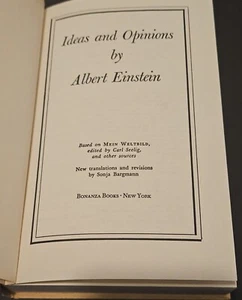 Ideas and Opinions
by
Albert Einstein
Based on MEIN WELTBILD,
edited by Carl Seelig,
and other sources
New translations and revisions
by Sonja Bargmann
BONANZA BOOKS • NEW YORK